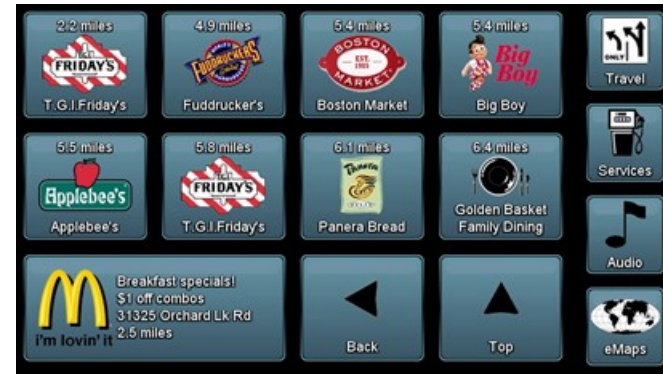 2.2 miles
FRIDAY'S
T.G.I.Friday's
4.9 miles
FUDDRUCKERS
Fuddrucker's
5.4 miles
BOSTON
EST.
1985
MARKET
Boston Market
5.4 miles
Big
Boy
Big Boy
ONLY
Travel
5.5 miles
Applebee's
Applebee's
5.8 miles
FRIDAY'S
T.G.I.Friday's
6.1 miles
Panera
Panera Bread
6.4 miles
Golden Basket
Family Dining
Services
Audio
i'm lovin' it
Breakfast specials!
$1 off combos
31325 Orchard Lk Rd
2.5 miles
Back
Top
eMaps